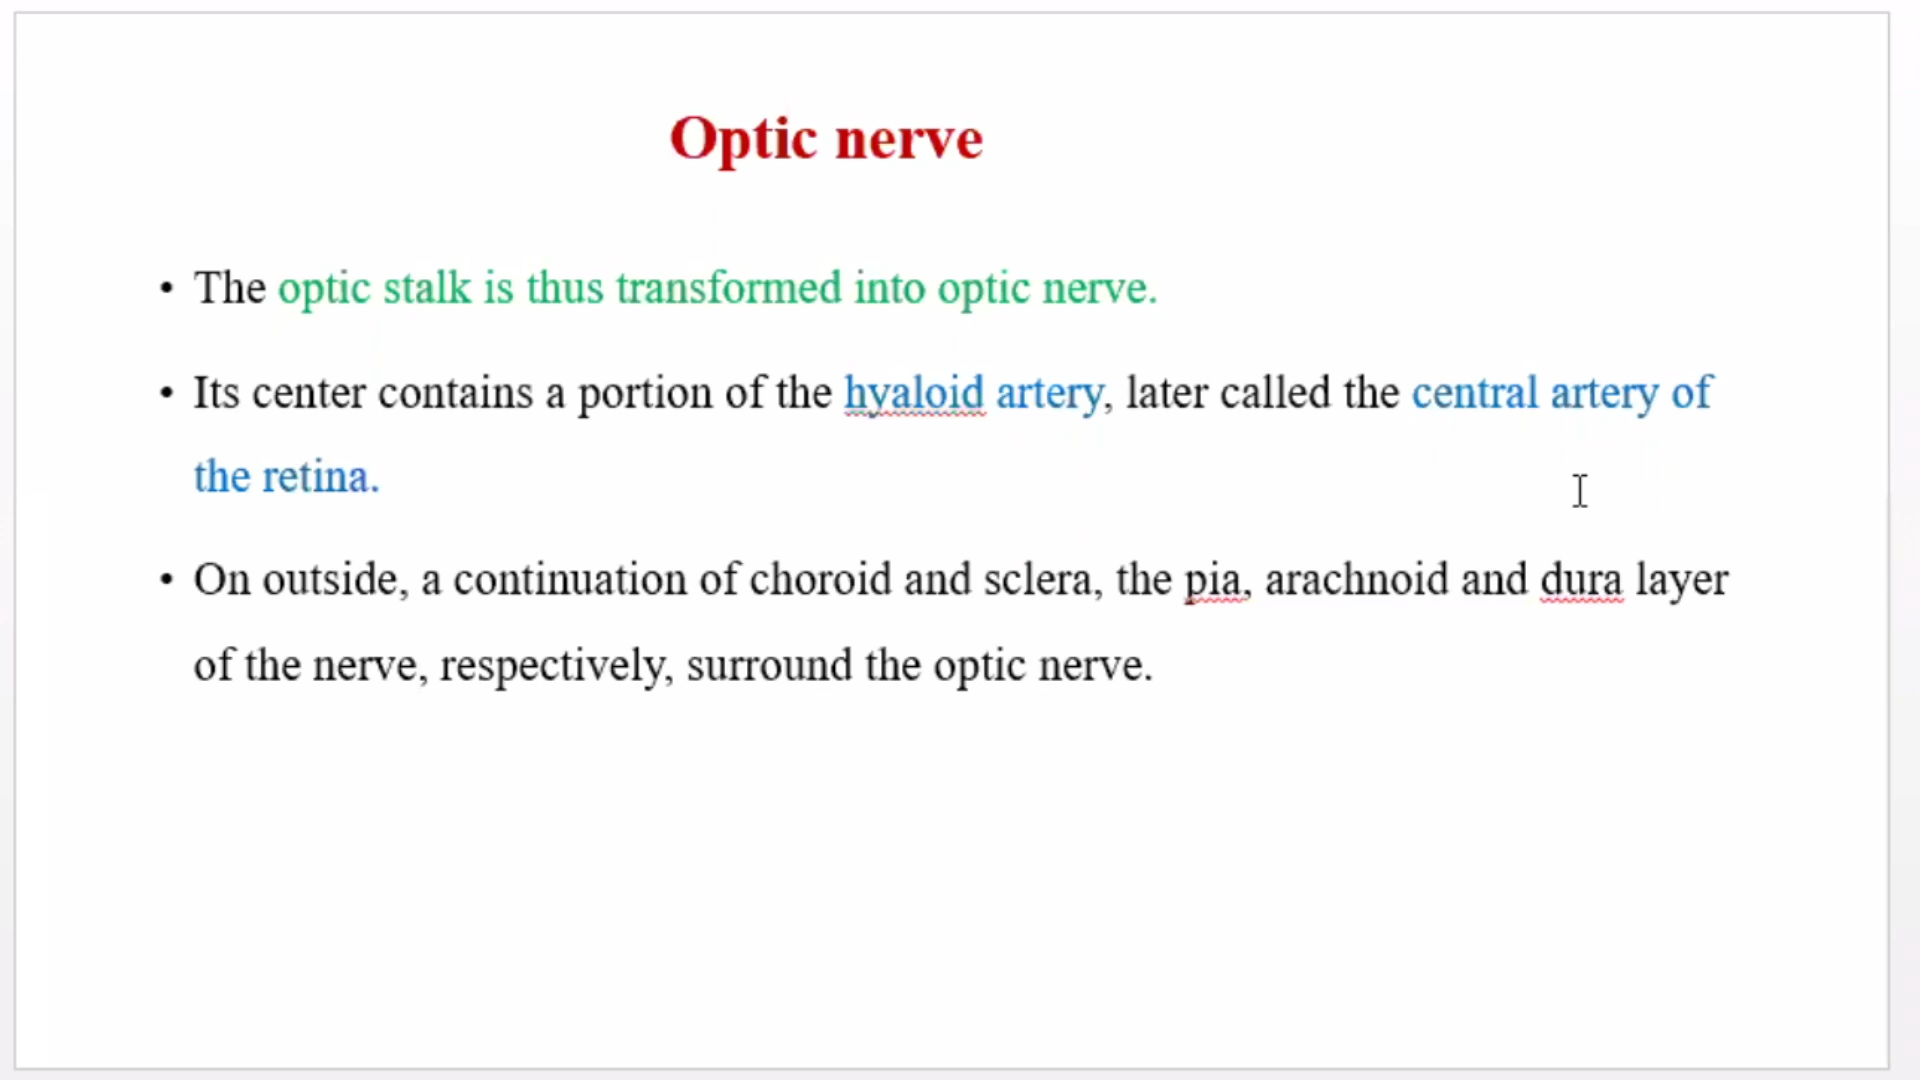 Optic nerve
• The optic stalk is thus transformed into optic nerve.
• Its center contains a portion of the hyaloid artery, later called the central artery of
the retina.
• On outside, a continuation of choroid and sclera, the pia, arachnoid and dura layer
of the nerve, respectively, surround the optic nerve.